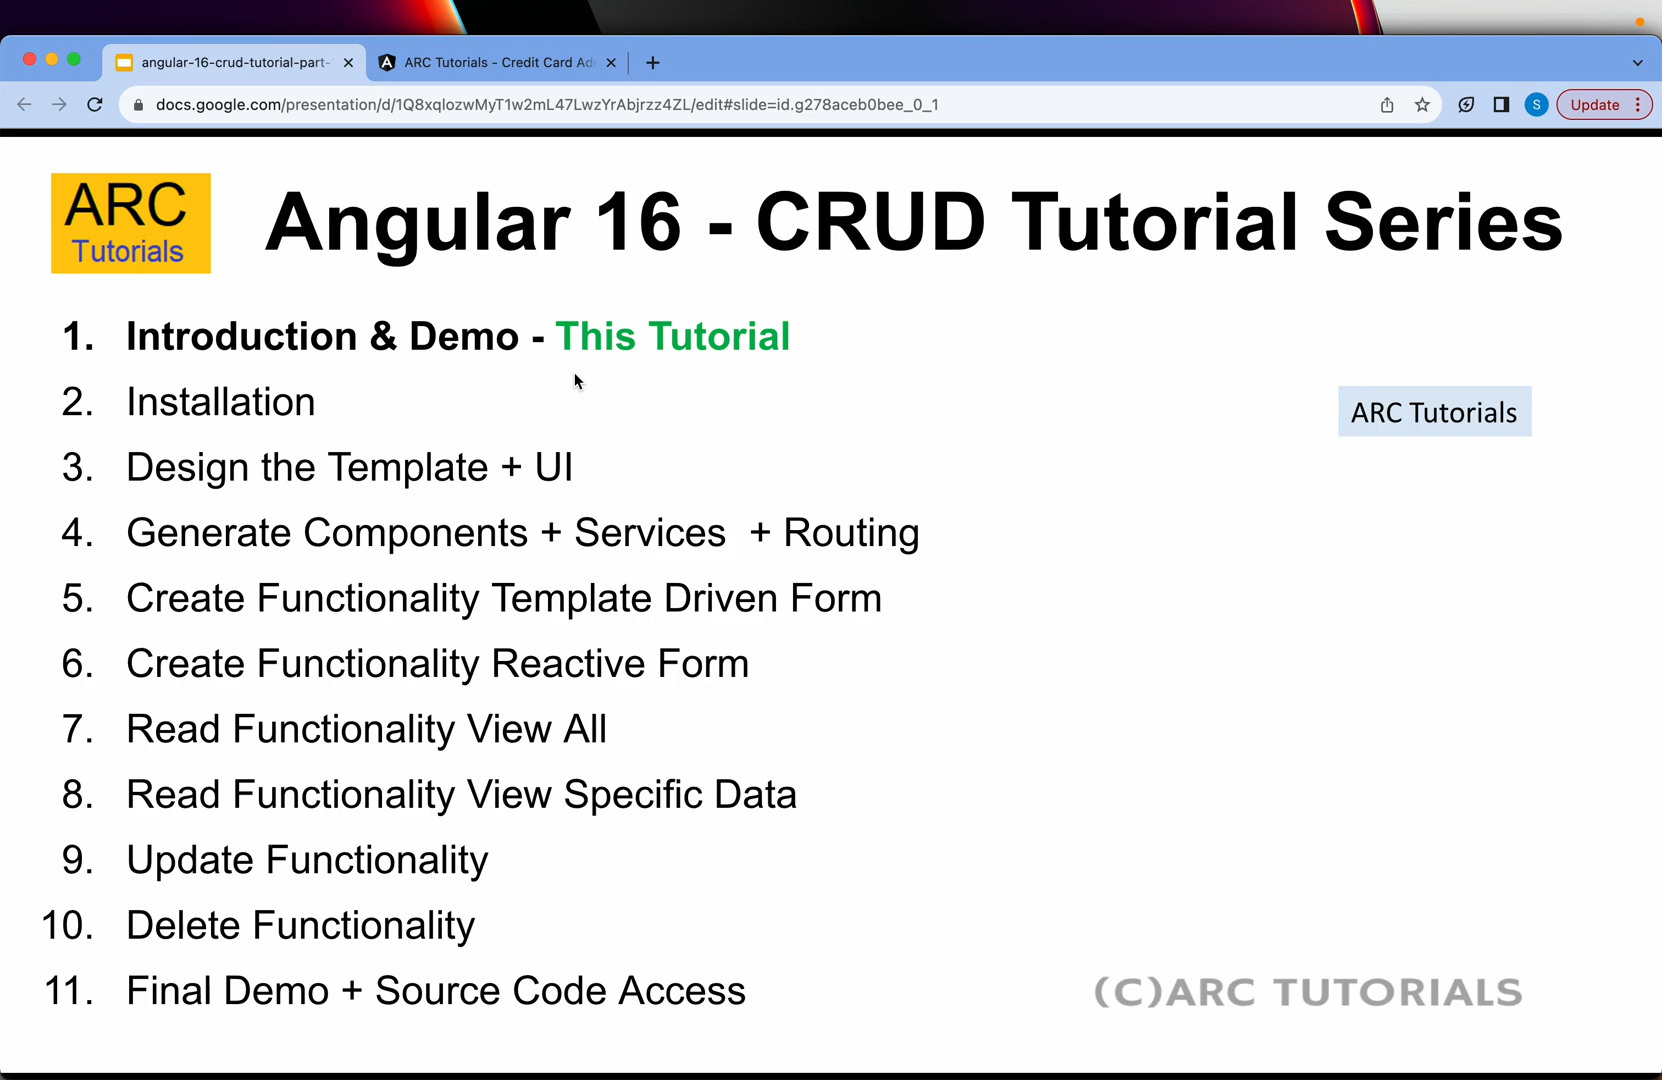 angular-16-crud-tutorial-part-
ARC Tutorials - Credit Card Ad
docs.google.com/presentation/d/1Q8xqlozwMyT1w2mL47LwzYrAbjrzz4ZL/edit#slide=id.g278aceb0bee_0_1
S
Update
ARC
Tutorials
Angular 16 - CRUD Tutorial Series
1. Introduction & Demo - This Tutorial
2. Installation
ARC Tutorials
3. Design the Template + UI
4. Generate Components + Services + Routing
5. Create Functionality Template Driven Form
6. Create Functionality Reactive Form
7. Read Functionality View All
8. Read Functionality View Specific Data
9. Update Functionality
10. Delete Functionality
11. Final Demo + Source Code Access
(C)ARC TUTORIALS